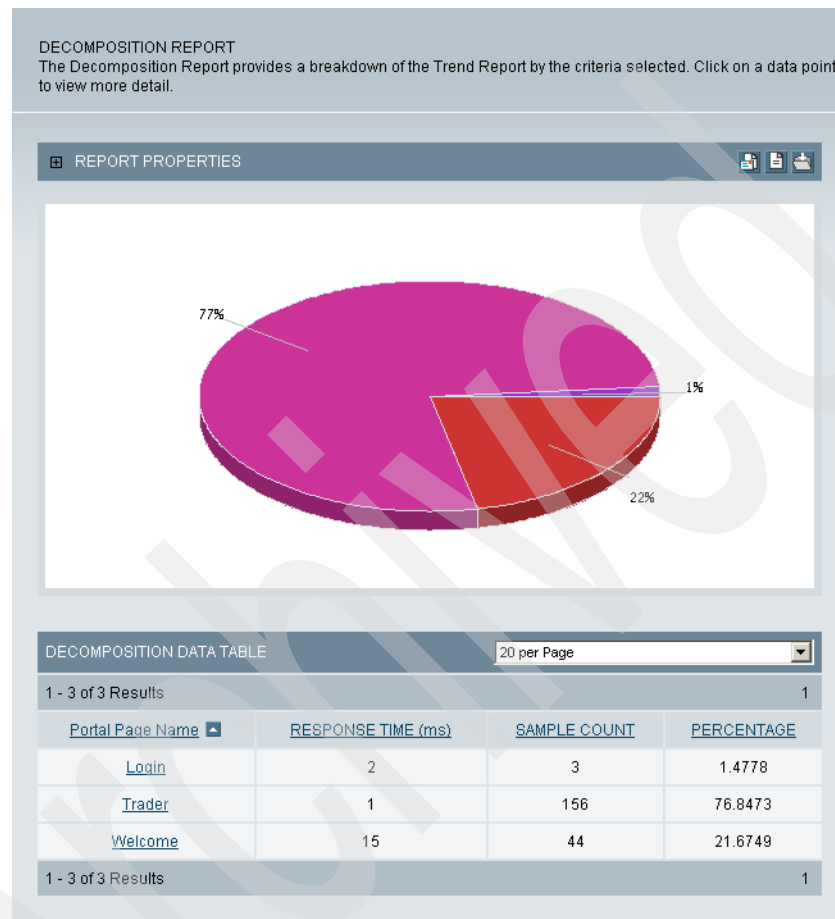 DECOMPOSITION REPORT
The Decomposition Report provides a breakdown of the Trend Report by the criteria selected. Click on a data point
to view more detail.
REPORT PROPERTIES
77%
1%
22%
DECOMPOSITION DATA TABLE 20 per Page
1 - 3 of 3 Results 1
Portal Page Name RESPONSE TIME (ms) SAMPLE COUNT PERCENTAGE
Login 2 3 1.4778
Trader 1 156 76.8473
Welcome 15 44 21.6749
1 - 3 of 3 Results 1
Archived